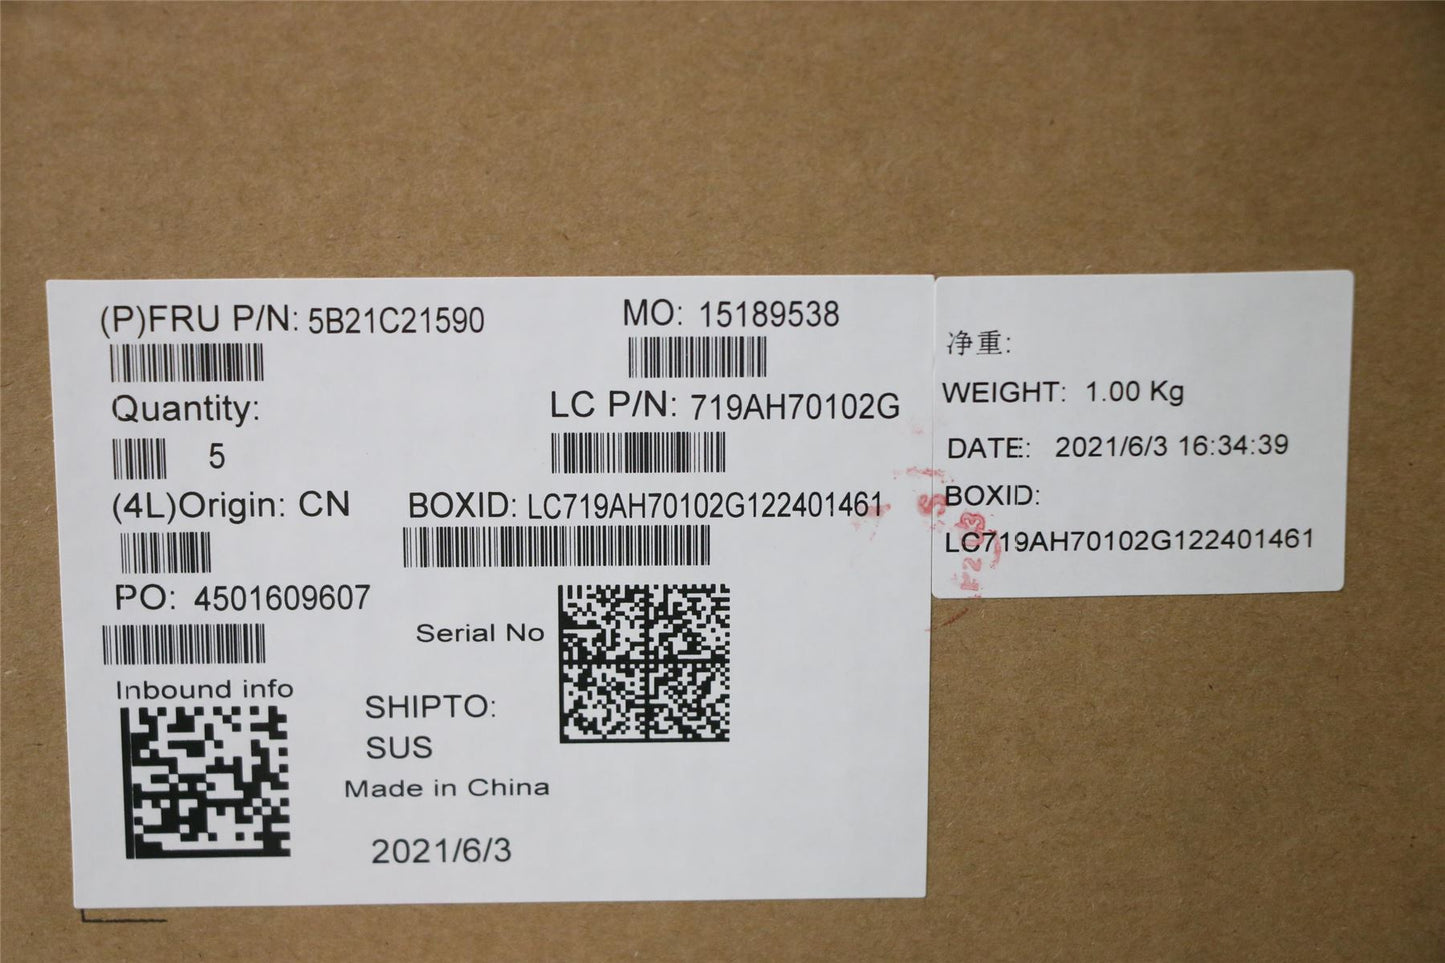 (P)FRU P/N: 5B21C21590
MO: 15189538
Quantity:
5
LC P/N: 719AH70102G
(4L)Origin: CN
BOXID: LC719AH70102G122401461
PO: 4501609607
Serial No
Inbound info
SHIPTO:
SUS
Made in China
2021/6/3
净重:
WEIGHT: 1.00 Kg
DATE: 2021/6/3 16:34:39
BOXID:
LC719AH70102G122401461